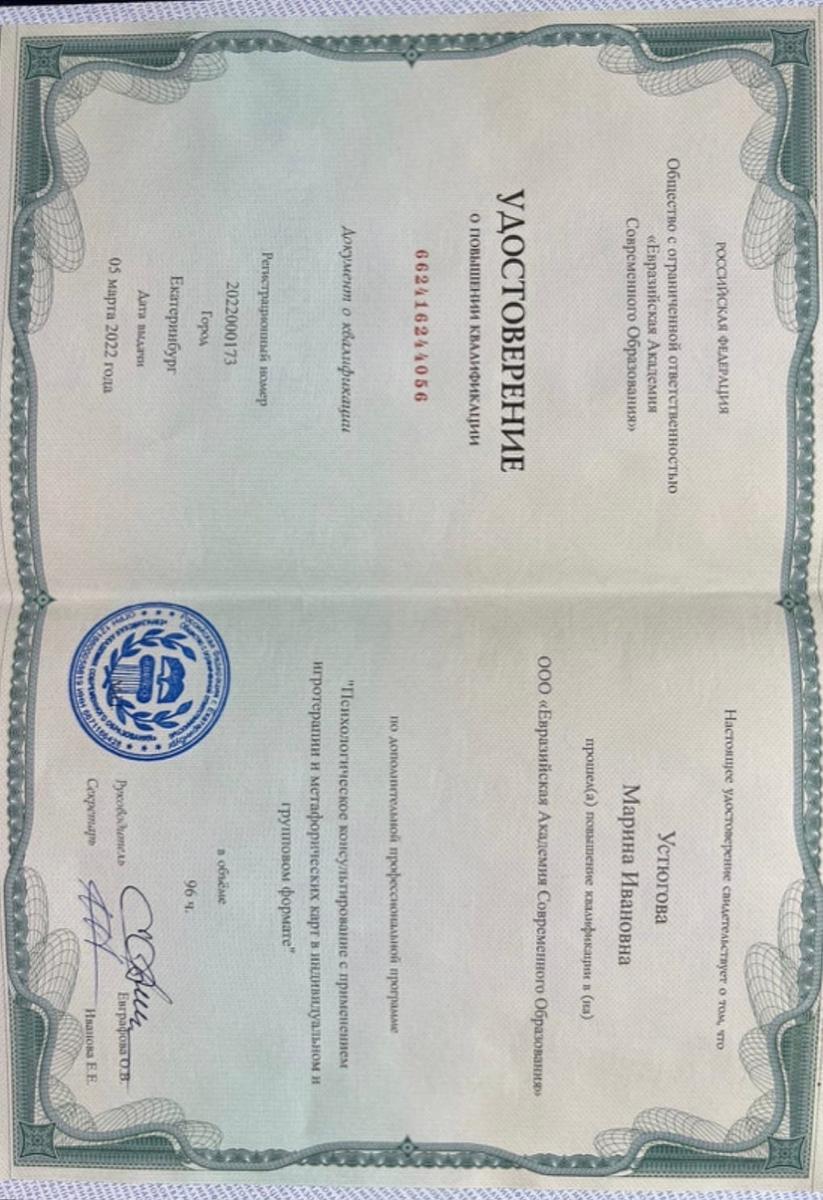 РОССИЙСКАЯ ФЕДЕРАЦИЯ
Общество с ограниченной ответственностью
«Евразийская Академия
Современного Образования»
УДОСТОВЕРЕНИЕ
О ПОВЫШЕНИИ КВАЛИФИКАЦИИ
662416244056
Документ о квалификации
Регистрационный номер
2022000173
Город
Екатеринбург
Дата выдачи
05 марта 2022 года
Настоящее удостоверение свидетельствует о том, что
Устюгова
Марина Ивановна
прошел(а) повышение квалификации в (на)
ООО «Евразийская Академия Современного Образования»
по дополнительной профессиональной программе
"Психологическое консультирование с применением
игротерапии и метафорических карт в индивидуальном и
групповом формате"
в объёме
96 ч.
Руководитель Евграфова О.В.
Секретарь Иванова Е.Е.